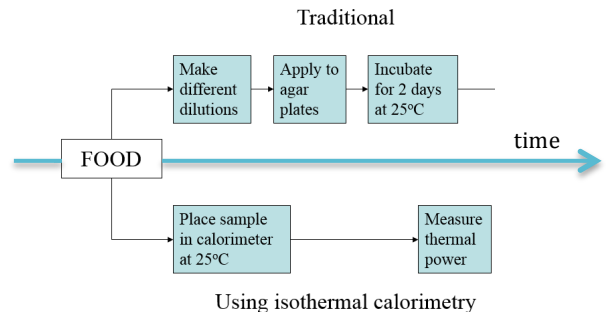 Traditional
Make
different
dilutions
Apply to
agar
plates
Incubate
for 2 days
at 25°C
time
FOOD
Place sample
in calorimeter
at 25°C
Measure
thermal
power
Using isothermal calorimetry